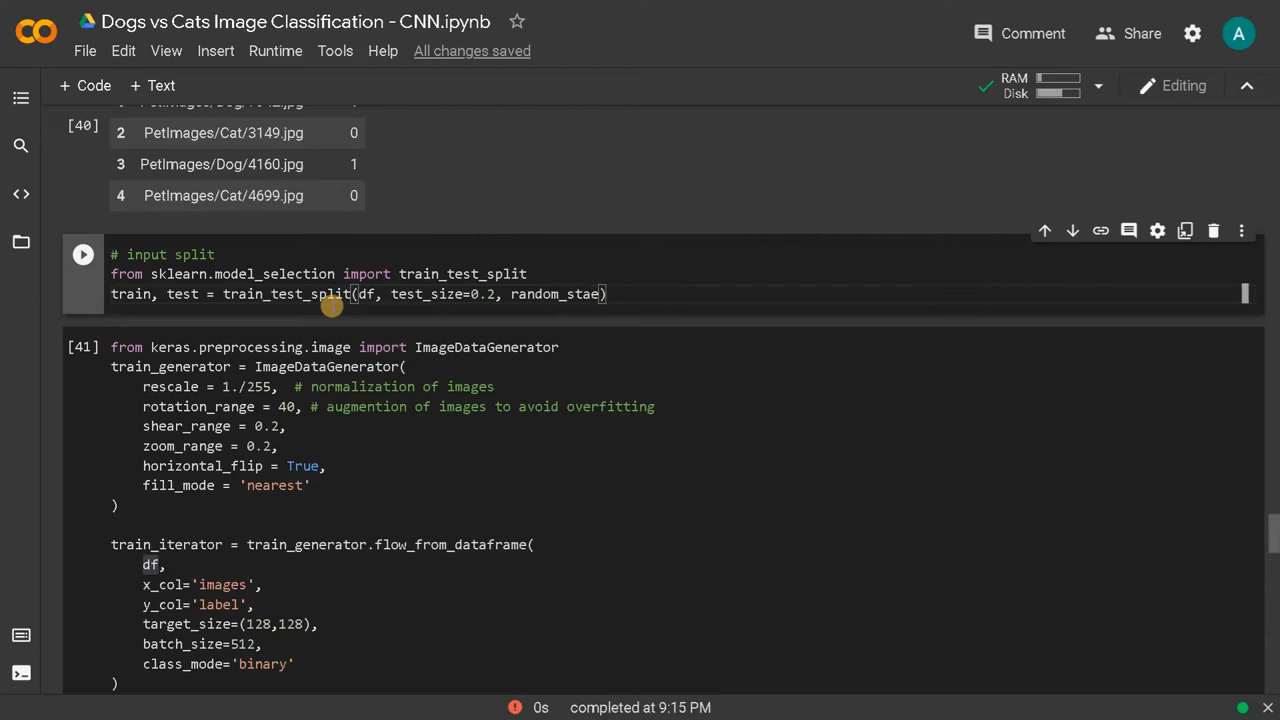 Dogs vs Cats Image Classification - CNN.ipynb
File Edit View Insert Runtime Tools Help All changes saved
Comment Share A
+ Code + Text
RAM
Disk
Editing
[40]
2 PetImages/Cat/3149.jpg 0
3 PetImages/Dog/4160.jpg 1
4 PetImages/Cat/4699.jpg 0
# input split
from sklearn.model_selection import train_test_split
train, test = train_test_split(df, test_size=0.2, random_stae)
[41] from keras.preprocessing.image import ImageDataGenerator
train_generator = ImageDataGenerator(
rescale = 1./255,  # normalization of images
rotation_range = 40, # augmention of images to avoid overfitting
shear_range = 0.2,
zoom_range = 0.2,
horizontal_flip = True,
fill_mode = 'nearest'
)
train_iterator = train_generator.flow_from_dataframe(
df,
x_col='images',
y_col='label',
target_size=(128,128),
batch_size=512,
class_mode='binary'
)
0s completed at 9:15 PM